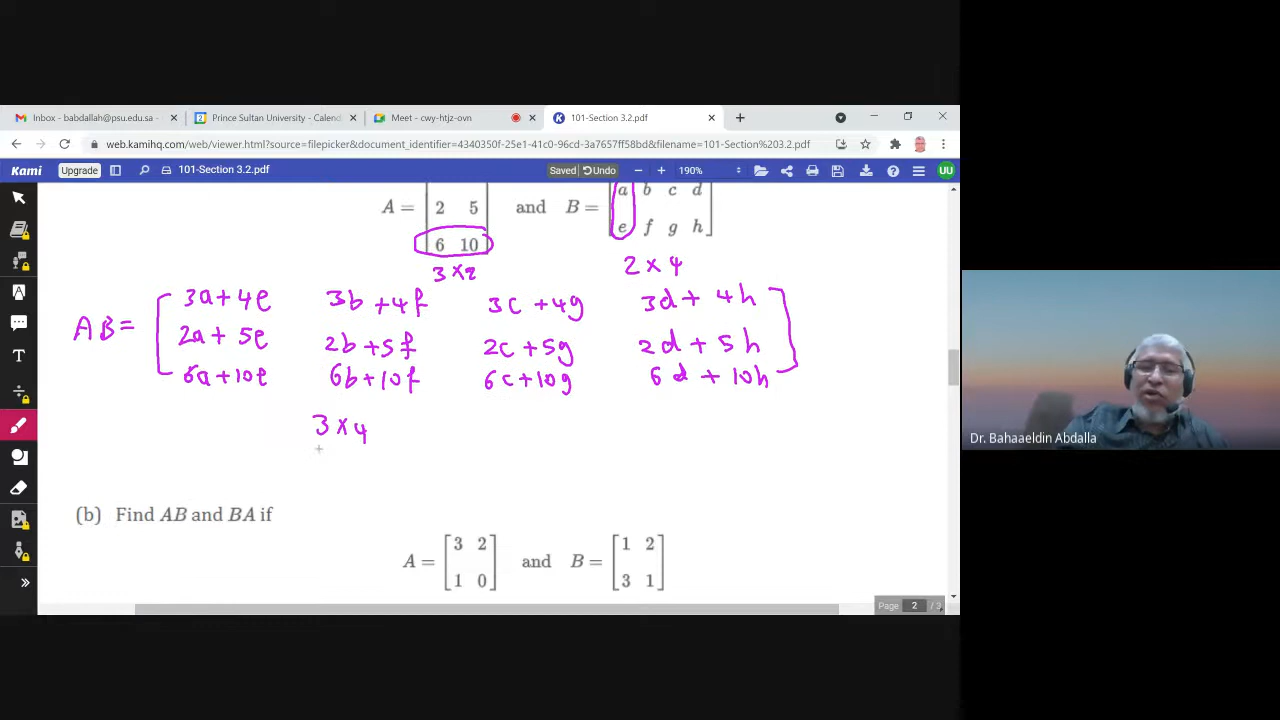 Inbox - babdallah@psu.edu.sa - Prince Sultan University - Calend Meet - cwy-htjz-ovn 101-Section 3.2.pdf
web.kamihq.com/web/viewer.html?source=filepicker&document_identifier=4340350f-25e1-41c0-96cd-3a7657ff58bd&filename=101-Section%203.2.pdf
Kami Upgrade 101-Section 3.2.pdf Saved Undo 190% UU
a b c d
A = 2 5 and B =
e f g h
6 10
3 × 2 2 × 4
3a + 4e 3b + 4f 3c + 4g 3d + 4h
AB =
2a + 5e 2b + 5f 2c + 5g 2d + 5h
6a + 10e 6b + 10f 6c + 10g 6d + 10h
3 × 4
Dr. Bahaaeldin Abdalla
(b) Find AB and BA if
3 2 1 2
A = and B =
1 0 3 1
Page 2 / 3